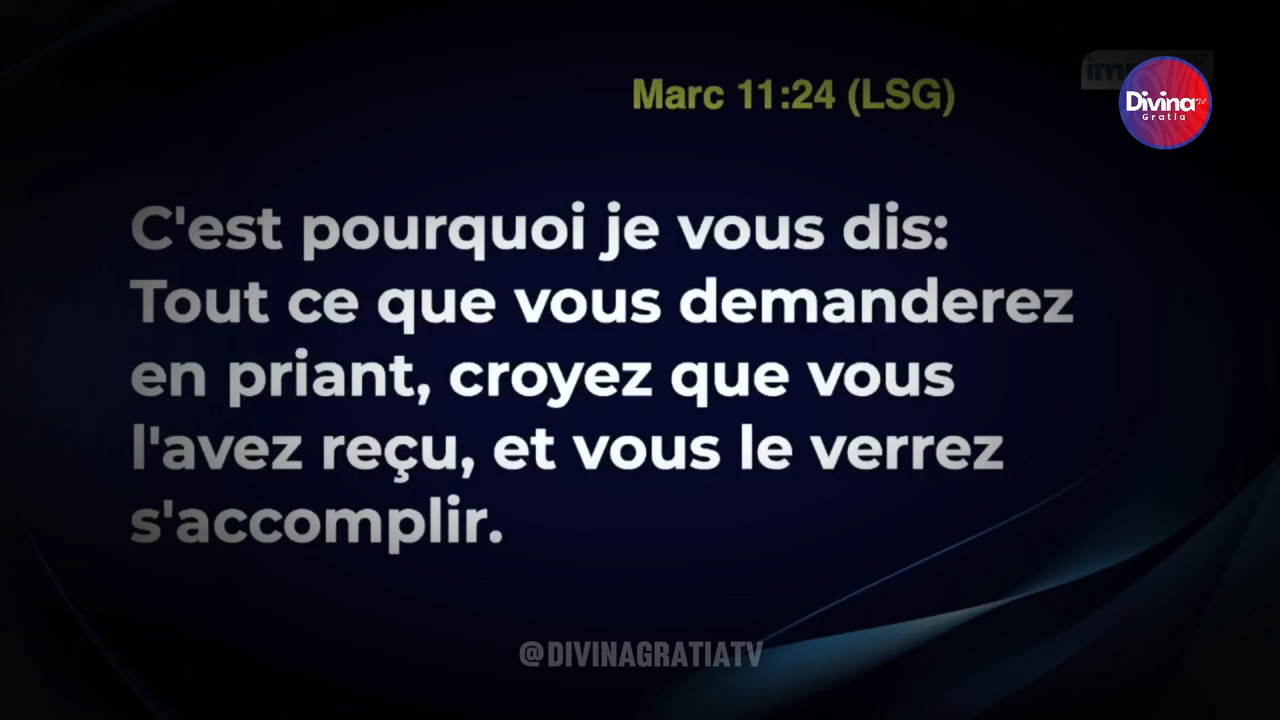 Marc 11:24 (LSG)
Divina TV
Gratia
C'est pourquoi je vous dis:
Tout ce que vous demanderez
en priant, croyez que vous
l'avez reçu, et vous le verrez
s'accomplir.
@DIVINAGRATIATV